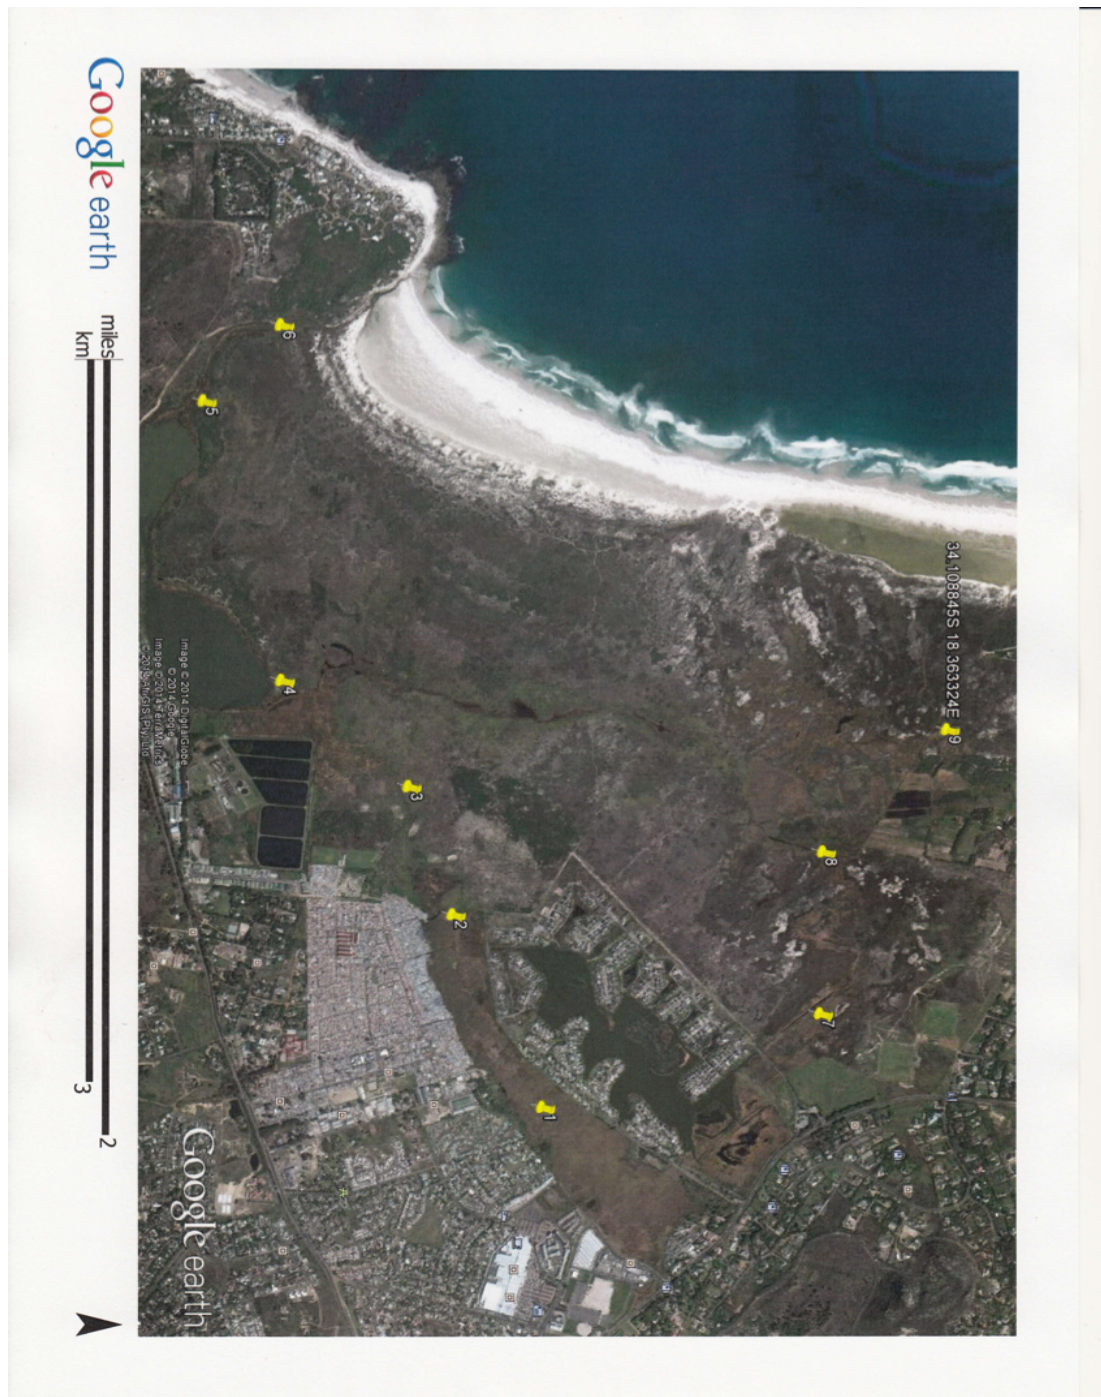 Google earth
miles
km
2
3
34.108845S 18.363324E
9
8
7
6
5
4
3
2
1
Image © 2014 DigitalGlobe
© 2014 Google
Image © 2014 TerraMetrics
© 2014 AfriGIS (Pty) Ltd.
Google earth